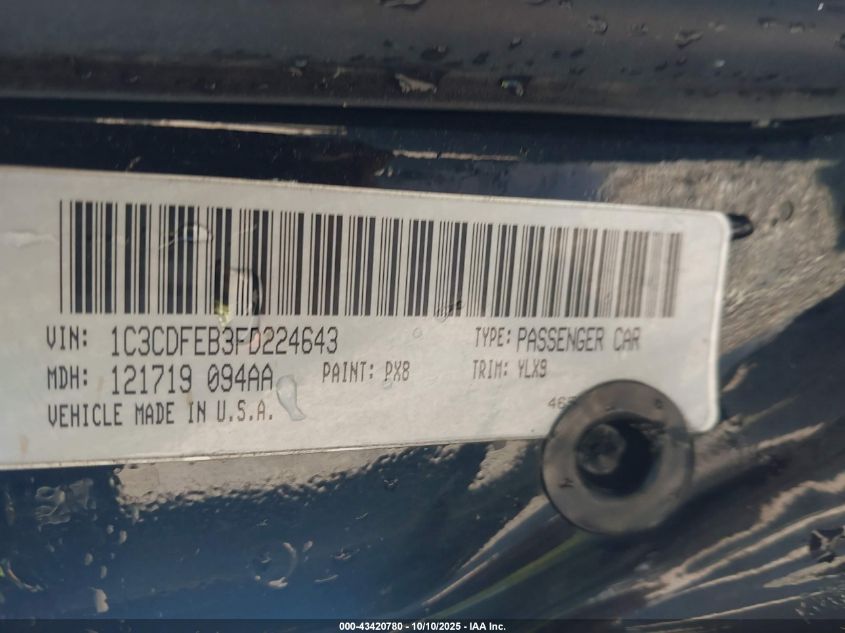 VIN: 1C3CDFEB3FD224643 TYPE: PASSENGER CAR
MDH: 121719 094AA PAINT: PX8 TRIM: YLX9
VEHICLE MADE IN U.S.A.
000-43420780 - 10/10/2025 - IAA Inc.